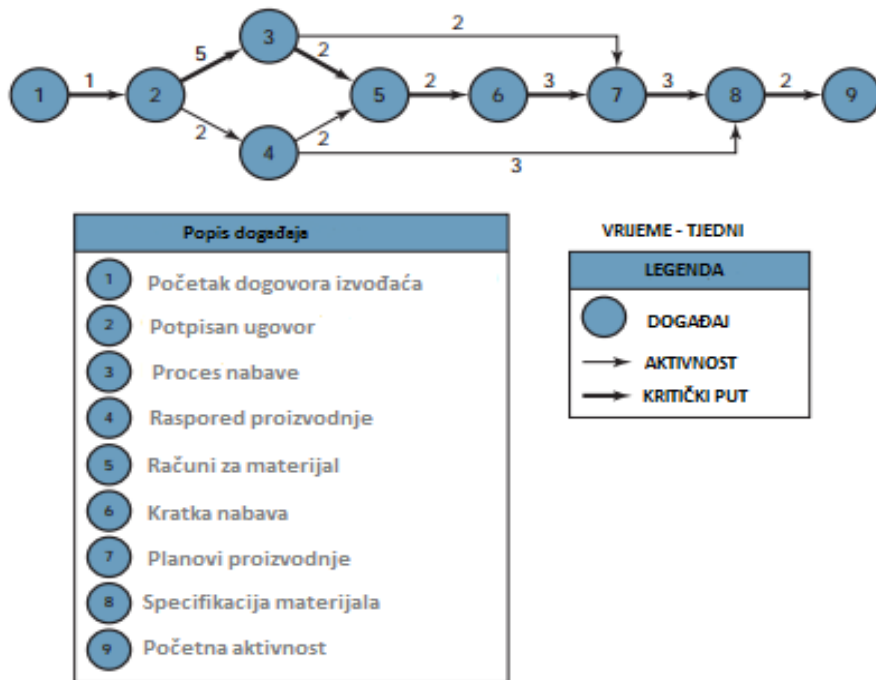 3
2
5
2
1
2
5
6
7
8
9
1
2
3
3
2
2
2
4
3
Popis događaja
1 Početak dogovora izvođaća
2 Potpisan ugovor
3 Proces nabave
4 Raspored proizvodnje
5 Računi za materijal
6 Kratka nabava
7 Planovi proizvodnje
8 Specifikacija materijala
9 Početna aktivnost
VRIJEME - TJEDNI
LEGENDA
DOGAĐAJ
AKTIVNOST
KRITIČKI PUT